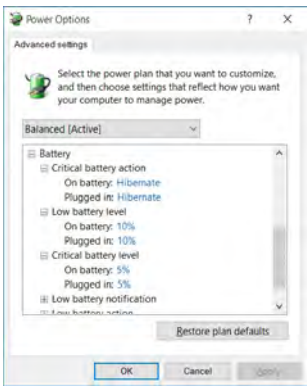 Power Options
Advanced settings
Select the power plan that you want to customize,
and then choose settings that reflect how you want
your computer to manage power.
Balanced [Active]
Battery
Critical battery action
On battery: Hibernate
Plugged in: Hibernate
Low battery level
On battery: 10%
Plugged in: 10%
Critical battery level
On battery: 5%
Plugged in: 5%
Low battery notification
Low battery action
Restore plan defaults
OK
Cancel
Apply